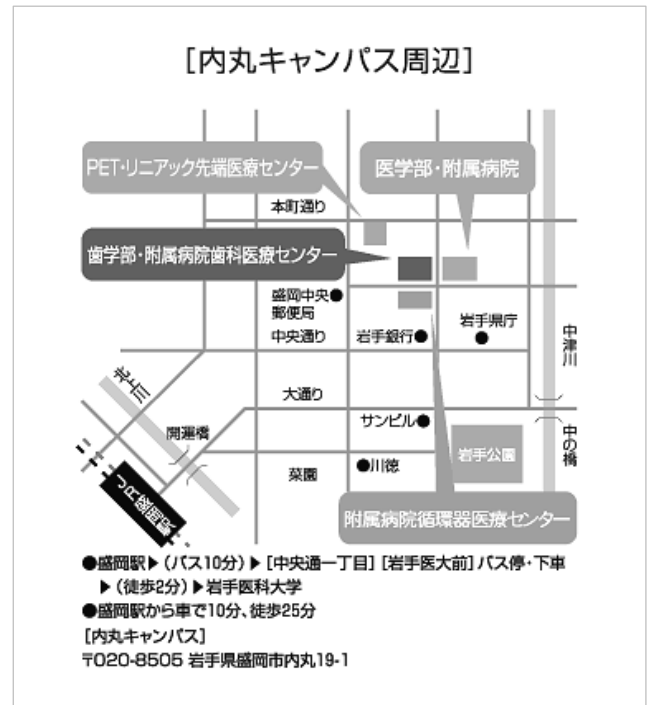 [内丸キャンパス周辺]
PET・リニアック先端医療センター
医学部・附属病院
本町通り
歯学部・附属病院歯科医療センター
盛岡中央●
郵便局
岩手県庁
●
中央通り
岩手銀行●
中津川
北上川
大通り
サンビル●
中の橋
開運橋
岩手公園
菜園
●川徳
JR盛岡駅
附属病院循環器医療センター
●盛岡駅▶(バス10分)▶[中央通一丁目][岩手医大前]バス停・下車
▶(徒歩2分)▶岩手医科大学
●盛岡駅から車で10分、徒歩25分
[内丸キャンパス]
〒020-8505 岩手県盛岡市内丸19-1